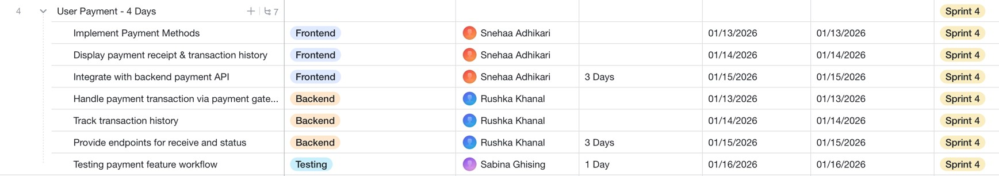 4 User Payment - 4 Days 7 Sprint 4
Implement Payment Methods Frontend Snehaa Adhikari 01/13/2026 01/13/2026 Sprint 4
Display payment receipt & transaction history Frontend Snehaa Adhikari 01/14/2026 01/14/2026 Sprint 4
Integrate with backend payment API Frontend Snehaa Adhikari 3 Days 01/15/2026 01/15/2026 Sprint 4
Handle payment transaction via payment gate... Backend Rushka Khanal 01/13/2026 01/13/2026 Sprint 4
Track transaction history Backend Rushka Khanal 01/14/2026 01/14/2026 Sprint 4
Provide endpoints for receive and status Backend Rushka Khanal 3 Days 01/15/2026 01/15/2026 Sprint 4
Testing payment feature workflow Testing Sabina Ghising 1 Day 01/16/2026 01/16/2026 Sprint 4